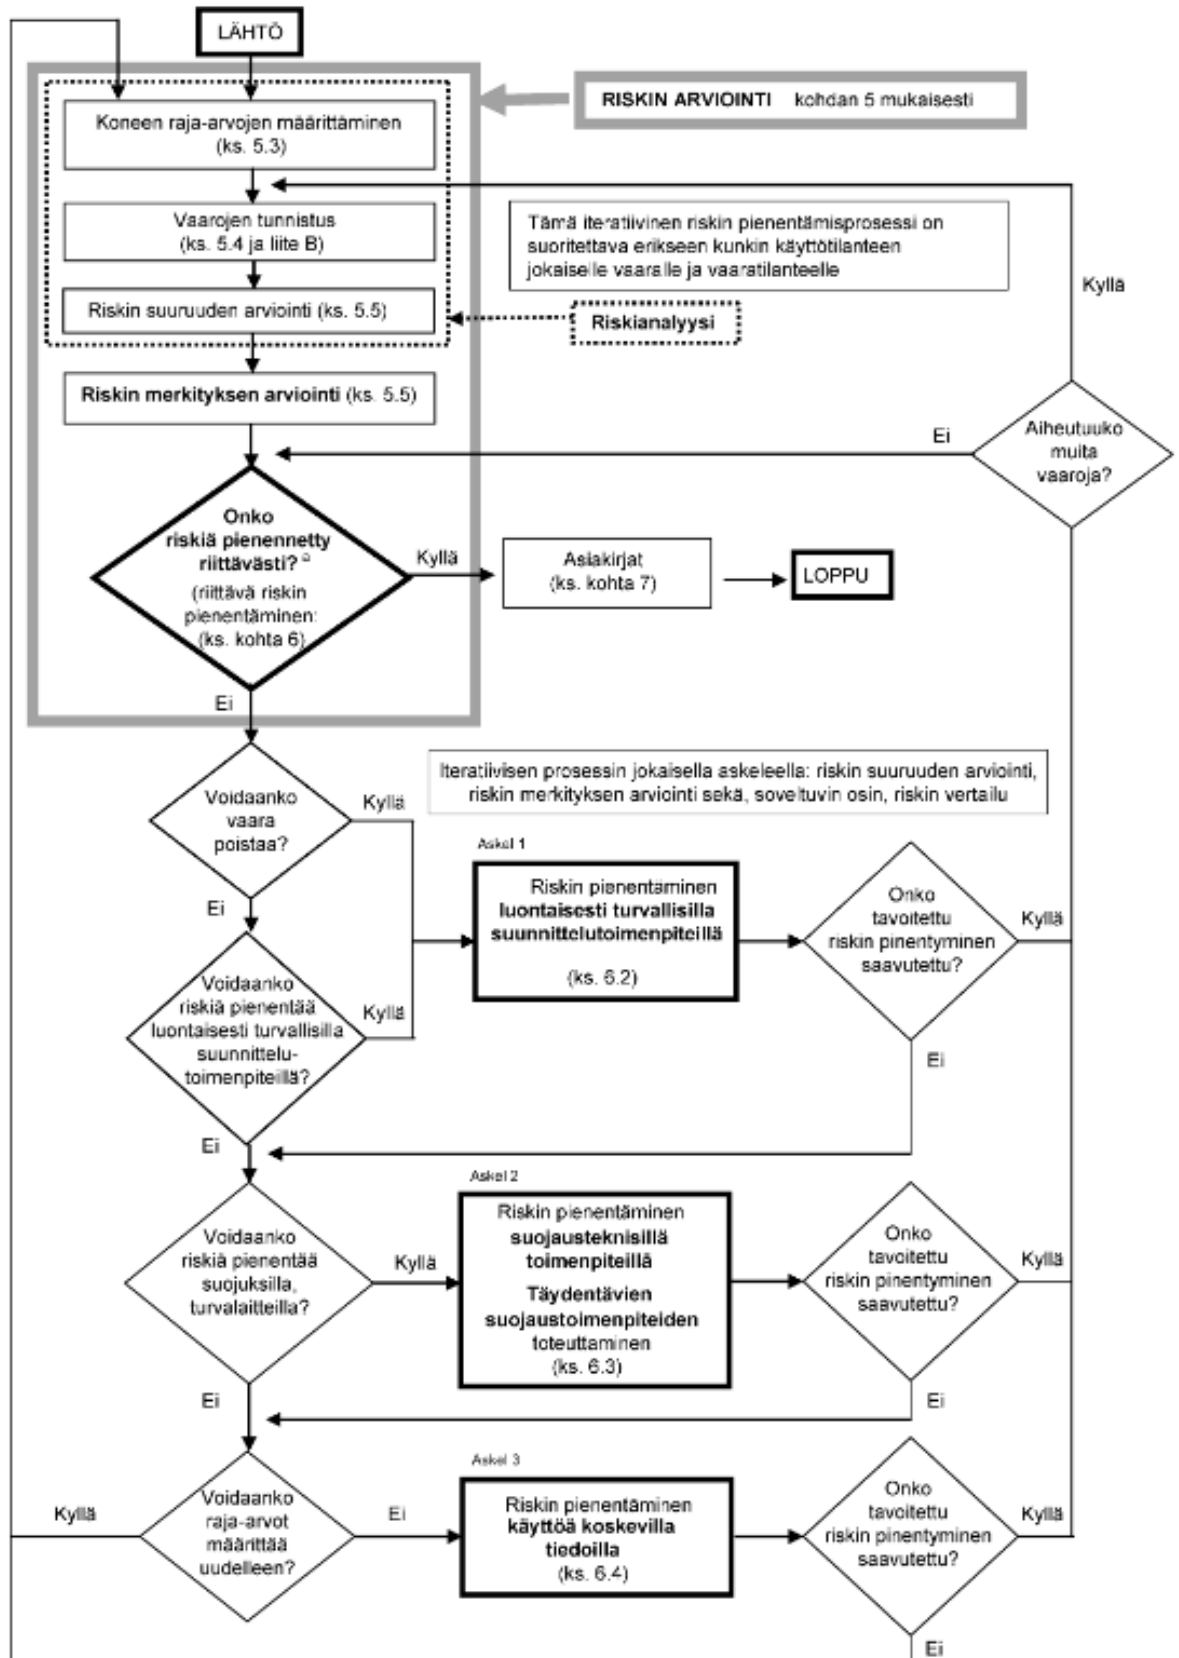 LÄHTÖ
RISKIN ARVIOINTI kohdan 5 mukaisesti
Koneen raja-arvojen määrittäminen
(ks. 5.3)
Vaarojen tunnistus
(ks. 5.4 ja liite B)
Tämä iteratiivinen riskin pienentämisprosessi on
suoritettava erikseen kunkin käyttötilanteen
jokaiselle vaaralle ja vaaratilanteelle
Kyllä
Riskin suuruuden arviointi (ks. 5.5)
Riskianalyysi
Riskin merkityksen arviointi (ks. 5.5)
Ei
Aiheutuuko
muita
vaaroja?
Onko
riskiä pienennetty
riittävästi? a
(riittävä riskin
pienentäminen:
(ks. kohta 6)
Kyllä
Asiakirjat
(ks. kohta 7)
LOPPU
Ei
Iteratiivisen prosessin jokaisella askeleella: riskin suuruuden arviointi,
riskin merkityksen arviointi sekä, soveltuvin osin, riskin vertailu
Voidaanko
vaara
poistaa?
Kyllä
Ei
Askel 1
Riskin pienentäminen
luontaisesti turvallisilla
suunnittelutoimenpiteillä
(ks. 6.2)
Onko
tavoitettu
riskin pinentyminen
saavutettu?
Kyllä
Ei
Voidaanko
riskiä pienentää
luontaisesti turvallisilla
suunnittelu-
toimenpiteillä?
Kyllä
Ei
Askel 2
Voidaanko
riskiä pienentää
suojuksilla,
turvalaitteilla?
Kyllä
Riskin pienentäminen
suojausteknisillä
toimenpiteillä
Täydentävien
suojaustoimenpiteiden
toteuttaminen
(ks. 6.3)
Onko
tavoitettu
riskin pinentyminen
saavutettu?
Kyllä
Ei
Ei
Askel 3
Kyllä
Voidaanko
raja-arvot
määrittää
uudelleen?
Ei
Riskin pienentäminen
käyttöä koskevilla
tiedoilla
(ks. 6.4)
Onko
tavoitettu
riskin pinentyminen
saavutettu?
Kyllä
Ei